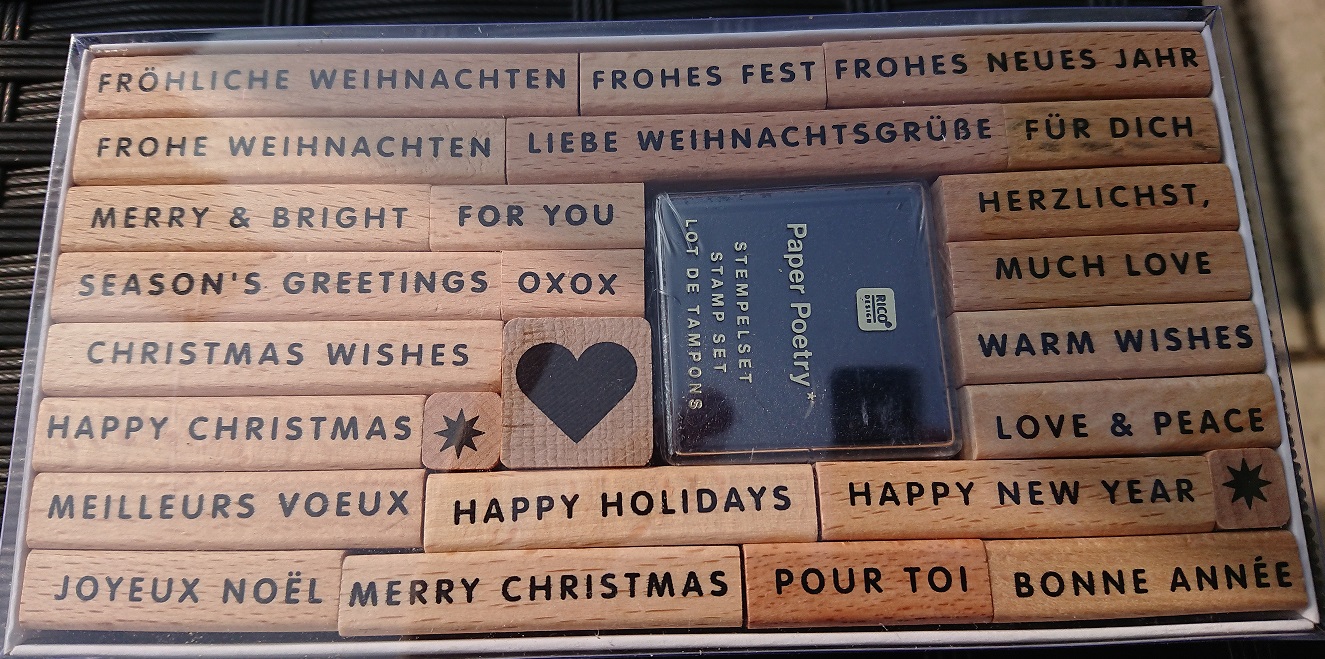 FRÖHLICHE WEIHNACHTEN
FROHES FEST
FROHES NEUES JAHR
FROHE WEIHNACHTEN
LIEBE WEIHNACHTSGRÜẞE
FÜR DICH
MERRY & BRIGHT
FOR YOU
HERZLICHST,
SEASON'S GREETINGS
OXOX
MUCH LOVE
CHRISTMAS WISHES
WARM WISHES
HAPPY CHRISTMAS
LOVE & PEACE
RICO
DESIGN
Paper Poetry*
STEMPELSET
STAMP SET
LOT DE TAMPONS
MEILLEURS VOEUX
HAPPY HOLIDAYS
HAPPY NEW YEAR
JOYEUX NOËL
MERRY CHRISTMAS
POUR TOI
BONNE ANNÉE